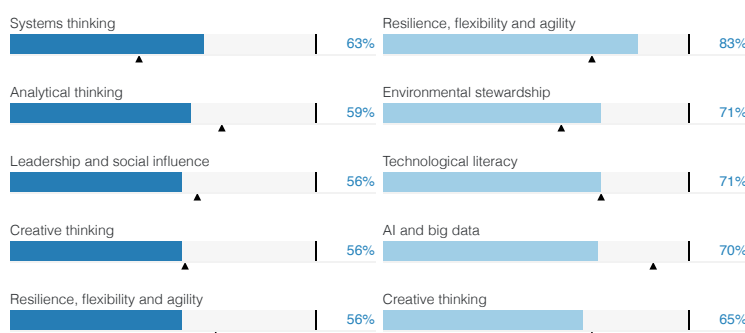 Systems thinking
63%
Analytical thinking
59%
Leadership and social influence
56%
Creative thinking
56%
Resilience, flexibility and agility
56%
Resilience, flexibility and agility
83%
Environmental stewardship
71%
Technological literacy
71%
AI and big data
70%
Creative thinking
65%